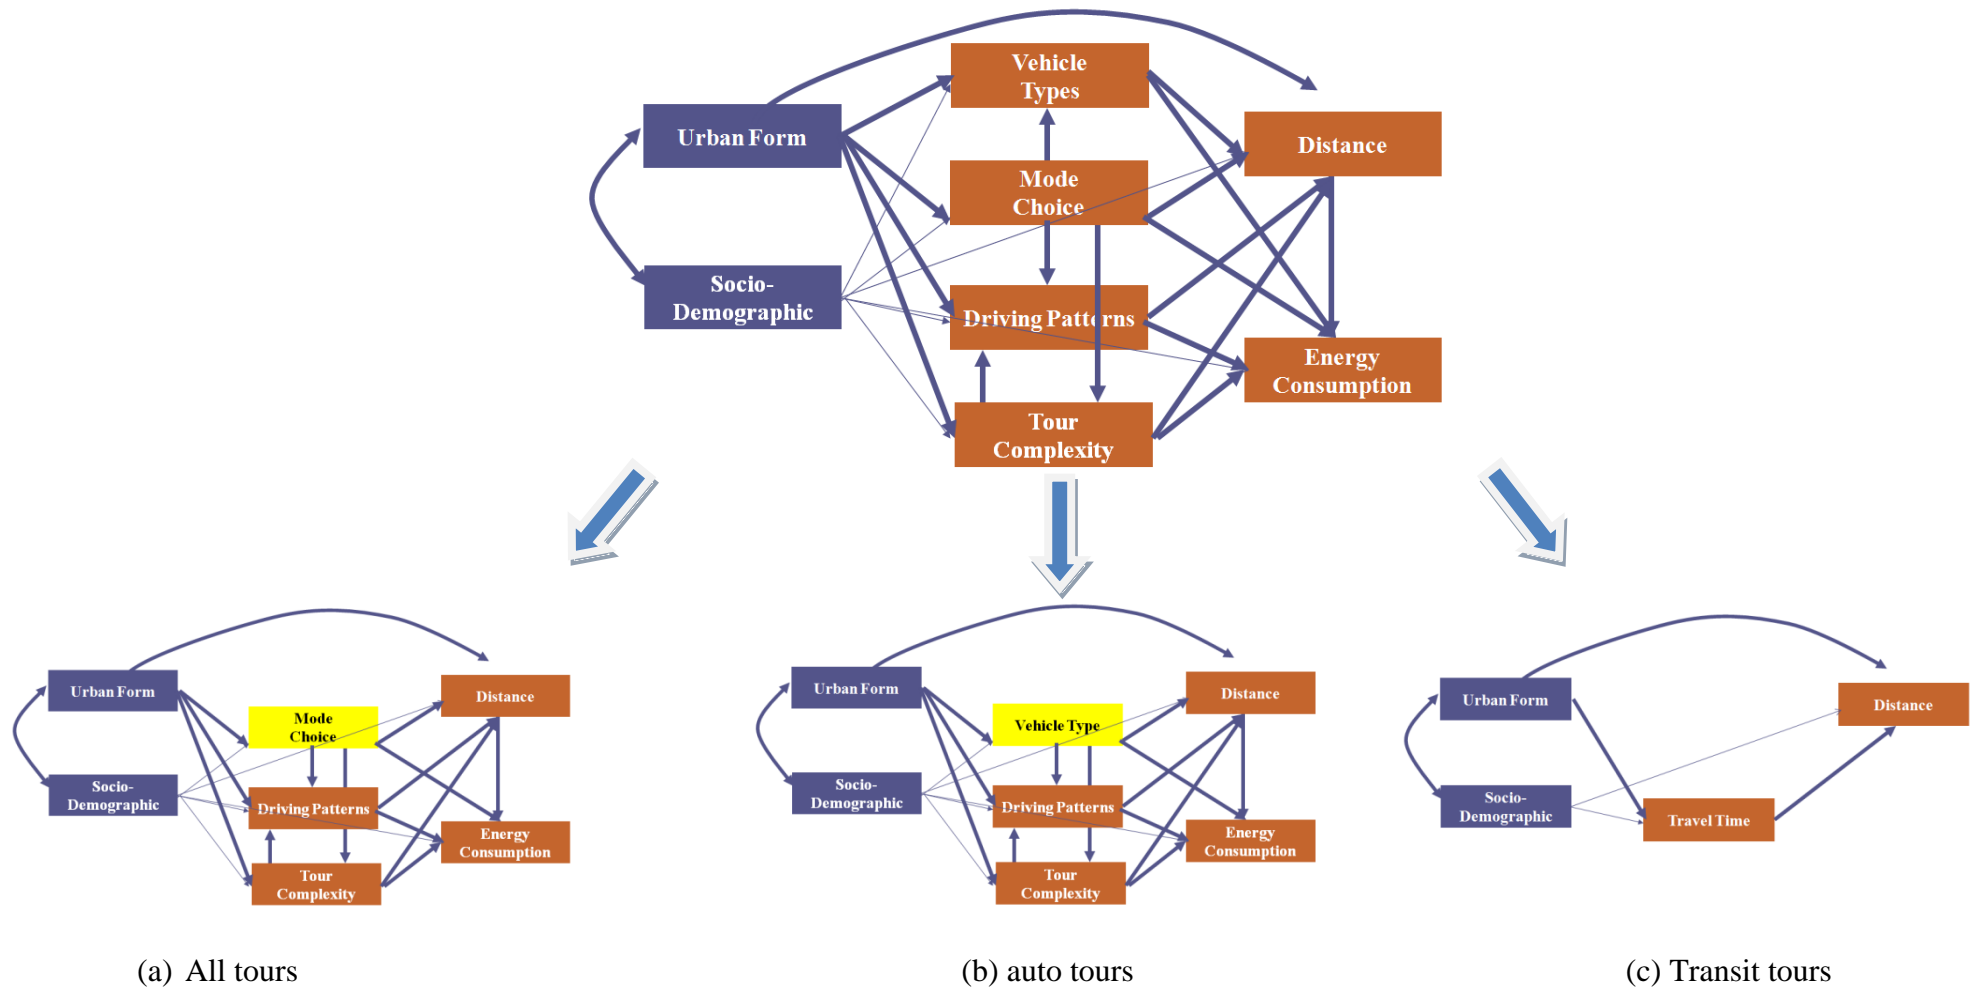 Vehicle
Types
Urban Form
Distance
Mode
Choice
Socio-
Demographic
Driving Patterns
Energy
Consumption
Tour
Complexity
Urban Form
Distance
Mode
Choice
Socio-
Demographic
Driving Patterns
Energy
Consumption
Tour
Complexity
(a) All tours
Urban Form
Distance
Vehicle Type
Socio-
Demographic
Driving Patterns
Energy
Consumption
Tour
Complexity
(b) auto tours
Urban Form
Distance
Socio-
Demographic
Travel Time
(c) Transit tours